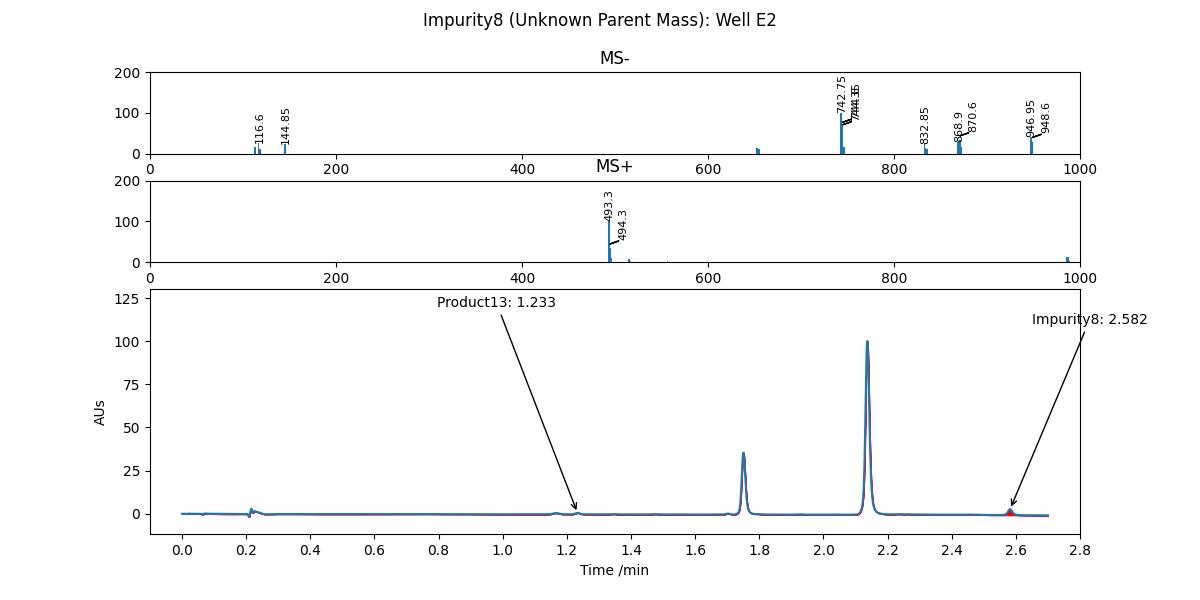 Impurity8 (Unknown Parent Mass): Well E2
MS-
200
100
0
116.6
144.85
742.75
832.85
868.9
870.6
946.95
948.6
0 200 400 600 800 1000
MS+
200
100
0
493.3
494.3
0 200 400 600 800 1000
Product13: 1.233
Impurity8: 2.582
125
100
75
50
25
0
AUs
0.0 0.2 0.4 0.6 0.8 1.0 1.2 1.4 1.6 1.8 2.0 2.2 2.4 2.6 2.8
Time /min